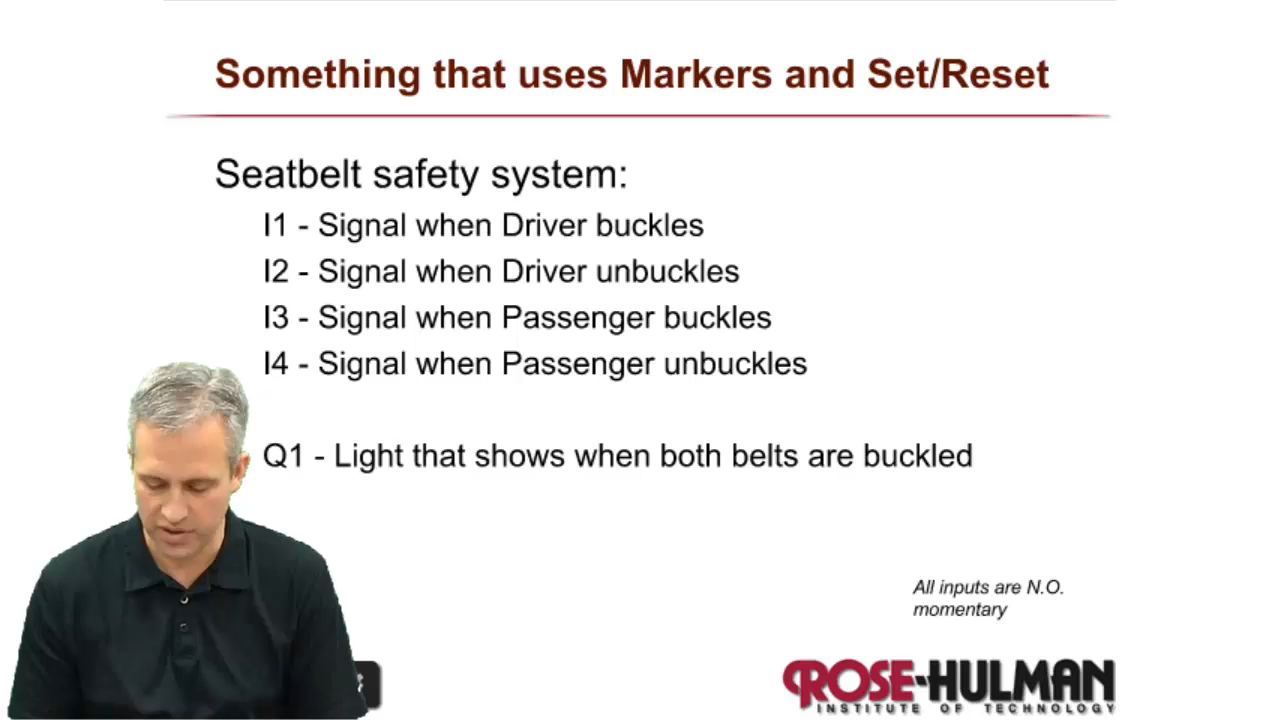 Something that uses Markers and Set/Reset
Seatbelt safety system:
I1 - Signal when Driver buckles
I2 - Signal when Driver unbuckles
I3 - Signal when Passenger buckles
I4 - Signal when Passenger unbuckles
Q1 - Light that shows when both belts are buckled
All inputs are N.O.
momentary
ROSE-HULMAN
INSTITUTE OF TECHNOLOGY